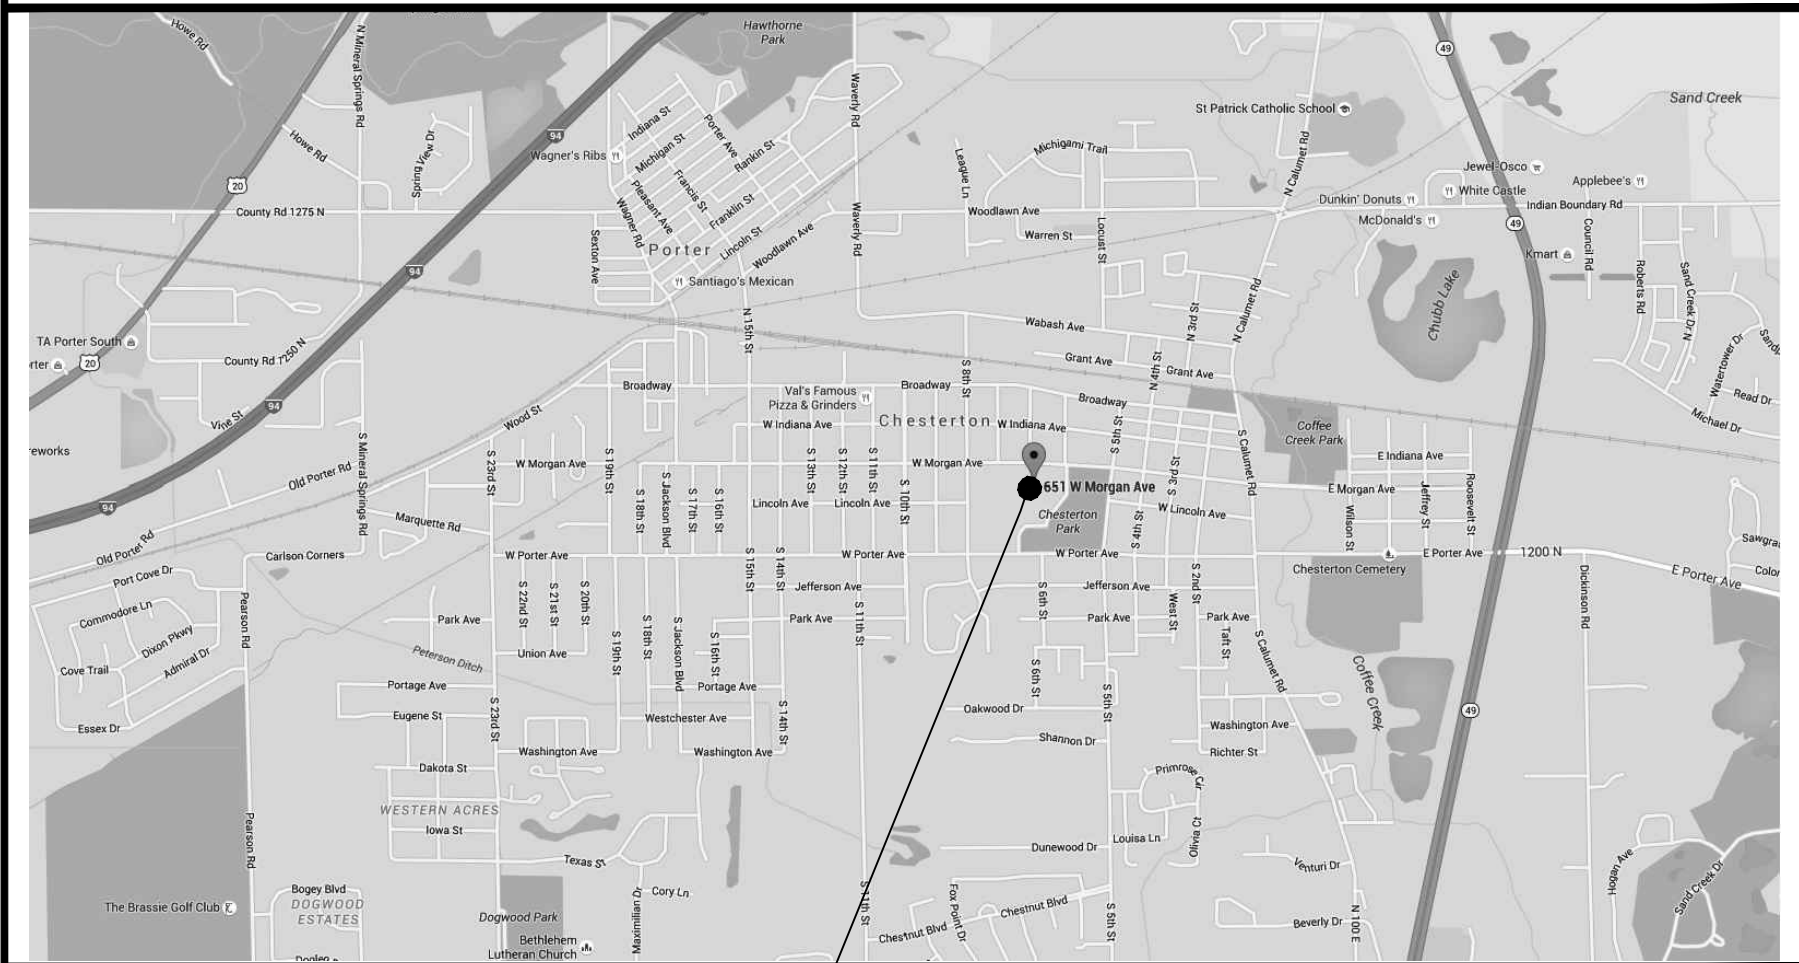 Howe Rd
N Mineral Springs Rd
Hawthorne
Park
49
Waverly Rd
Sand Creek
St Patrick Catholic School
N Calumet Rd
Howe Rd
Spring View Dr
94
Indiana St
Porter Ave
Wagner's Ribs
Michigan St
Rankin St
League Ln
Michigami Trail
Jewel-Osco
20
Pleasant Ave
Francis St
Franklin St
White Castle
Applebee's
Dunkin' Donuts
County Rd 1275 N
Wagner Rd
Waverly Rd
Woodlawn Ave
Locust St
McDonald's
Indian Boundary Rd
49
Council Rd
Sexton Ave
Porter
Lincoln St
Woodlawn Ave
Warren St
Kmart
94
Santiago's Mexican
Chubb Lake
Roberts Rd
Sand Creek Dr N
N 15th St
Wabash Ave
N 3rd St
N Calumet Rd
TA Porter South
20
rter
County Rd 1250 N
S 8th St
Grant Ave
N 4th St
Grant Ave
Watertower Dr
Broadway
Val's Famous
Pizza & Grinders
Broadway
Broadway
Read Dr
94
Vine St
Wood St
W Indiana Ave
Chesterton
W Indiana Ave
S 5th St
S Calumet Rd
Coffee
Creek Park
Michael Dr
reworks
S Mineral Springs Rd
S 23rd St
W Morgan Ave
S 19th St
S 13th St
S 12th St
S 11th St
W Morgan Ave
E Indiana Ave
Old Porter Rd
S 18th St
S Jackson Blvd
S 17th St
S 16th St
S 10th St
651 W Morgan Ave
S 3rd St
E Morgan Ave
Jeffrey St
Roosevelt St
94
Lincoln Ave
Lincoln Ave
Chesterton
Park
W Lincoln Ave
Wilson St
Marquette Rd
S 4th St
Old Porter Rd
Carlson Corners
W Porter Ave
W Porter Ave
W Porter Ave
E Porter Ave
1200 N
Sawgra
Port Cove Dr
S 15th St
S 14th St
Chesterton Cemetery
E Porter Ave
Color
Commodore Ln
Pearson Rd
S 22nd St
S 21st St
S 20th St
Jefferson Ave
S 6th St
Jefferson Ave
S 2nd St
Dickinson Rd
Dixon Pkwy
Park Ave
S 19th St
S 18th St
S Jackson Blvd
S 16th St
Park Ave
S 11th St
Park Ave
West St
Park Ave
Taft St
S Calumet Rd
Cove Trail
Admiral Dr
Peterson Ditch
Union Ave
S 6th St
Coffee Creek
Portage Ave
Portage Ave
S 5th St
Essex Dr
Eugene St
S 23rd St
Westchester Ave
S 14th St
Oakwood Dr
Washington Ave
49
Washington Ave
Washington Ave
Shannon Dr
Richter St
Dakota St
Primrose Cir
WESTERN ACRES
Iowa St
Pearson Rd
Louisa Ln
Olivia Ct
Dunewood Dr
Texas St
Venturi Dr
Hogan Ave
Sand Creek Dr
Bogey Blvd
DOGWOOD
ESTATES
Cory Ln
Maximilian Dr
S 11th St
Fox Point Dr
Chestnut Blvd
S 5th St
N 100 E
The Brassie Golf Club
Dogwood Park
Beverly Dr
Bethlehem
Lutheran Church
Chestnut Blvd